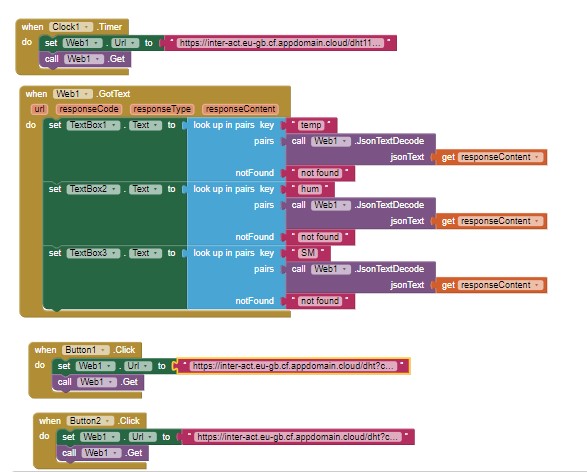 when Clock1 .Timer
do set Web1 . Url to " https://inter-act.eu-gb.cf.appdomain.cloud/dht11... "
call Web1 .Get
when Web1 .GotText
url responseCode responseType responseContent
do set TextBox1 . Text to look up in pairs key " temp "
pairs call Web1 .JsonTextDecode
jsonText get responseContent
notFound " not found "
set TextBox2 . Text to look up in pairs key " hum "
pairs call Web1 .JsonTextDecode
jsonText get responseContent
notFound " not found "
set TextBox3 . Text to look up in pairs key " SM "
pairs call Web1 .JsonTextDecode
jsonText get responseContent
notFound " not found "
when Button1 .Click
do set Web1 . Url to " https://inter-act.eu-gb.cf.appdomain.cloud/dht?c... "
call Web1 .Get
when Button2 .Click
do set Web1 . Url to " https://inter-act.eu-gb.cf.appdomain.cloud/dht?c... "
call Web1 .Get